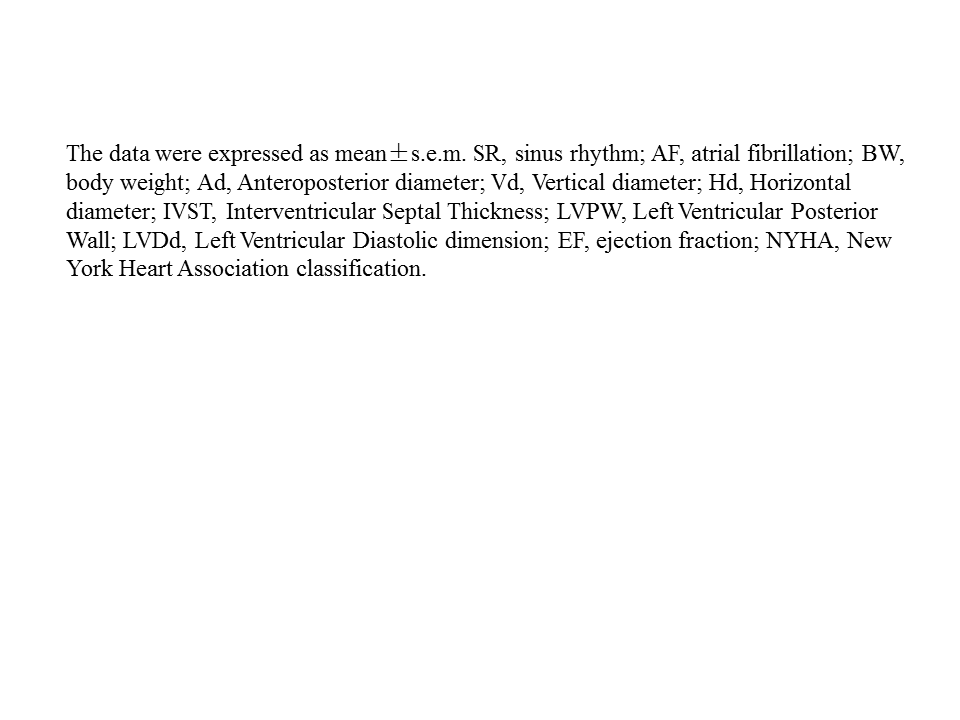 The data were expressed as mean±s.e.m. SR, sinus rhythm; AF, atrial fibrillation; BW,
body weight; Ad, Anteroposterior diameter; Vd, Vertical diameter; Hd, Horizontal
diameter; IVST, Interventricular Septal Thickness; LVPW, Left Ventricular Posterior
Wall; LVDd, Left Ventricular Diastolic dimension; EF, ejection fraction; NYHA, New
York Heart Association classification.